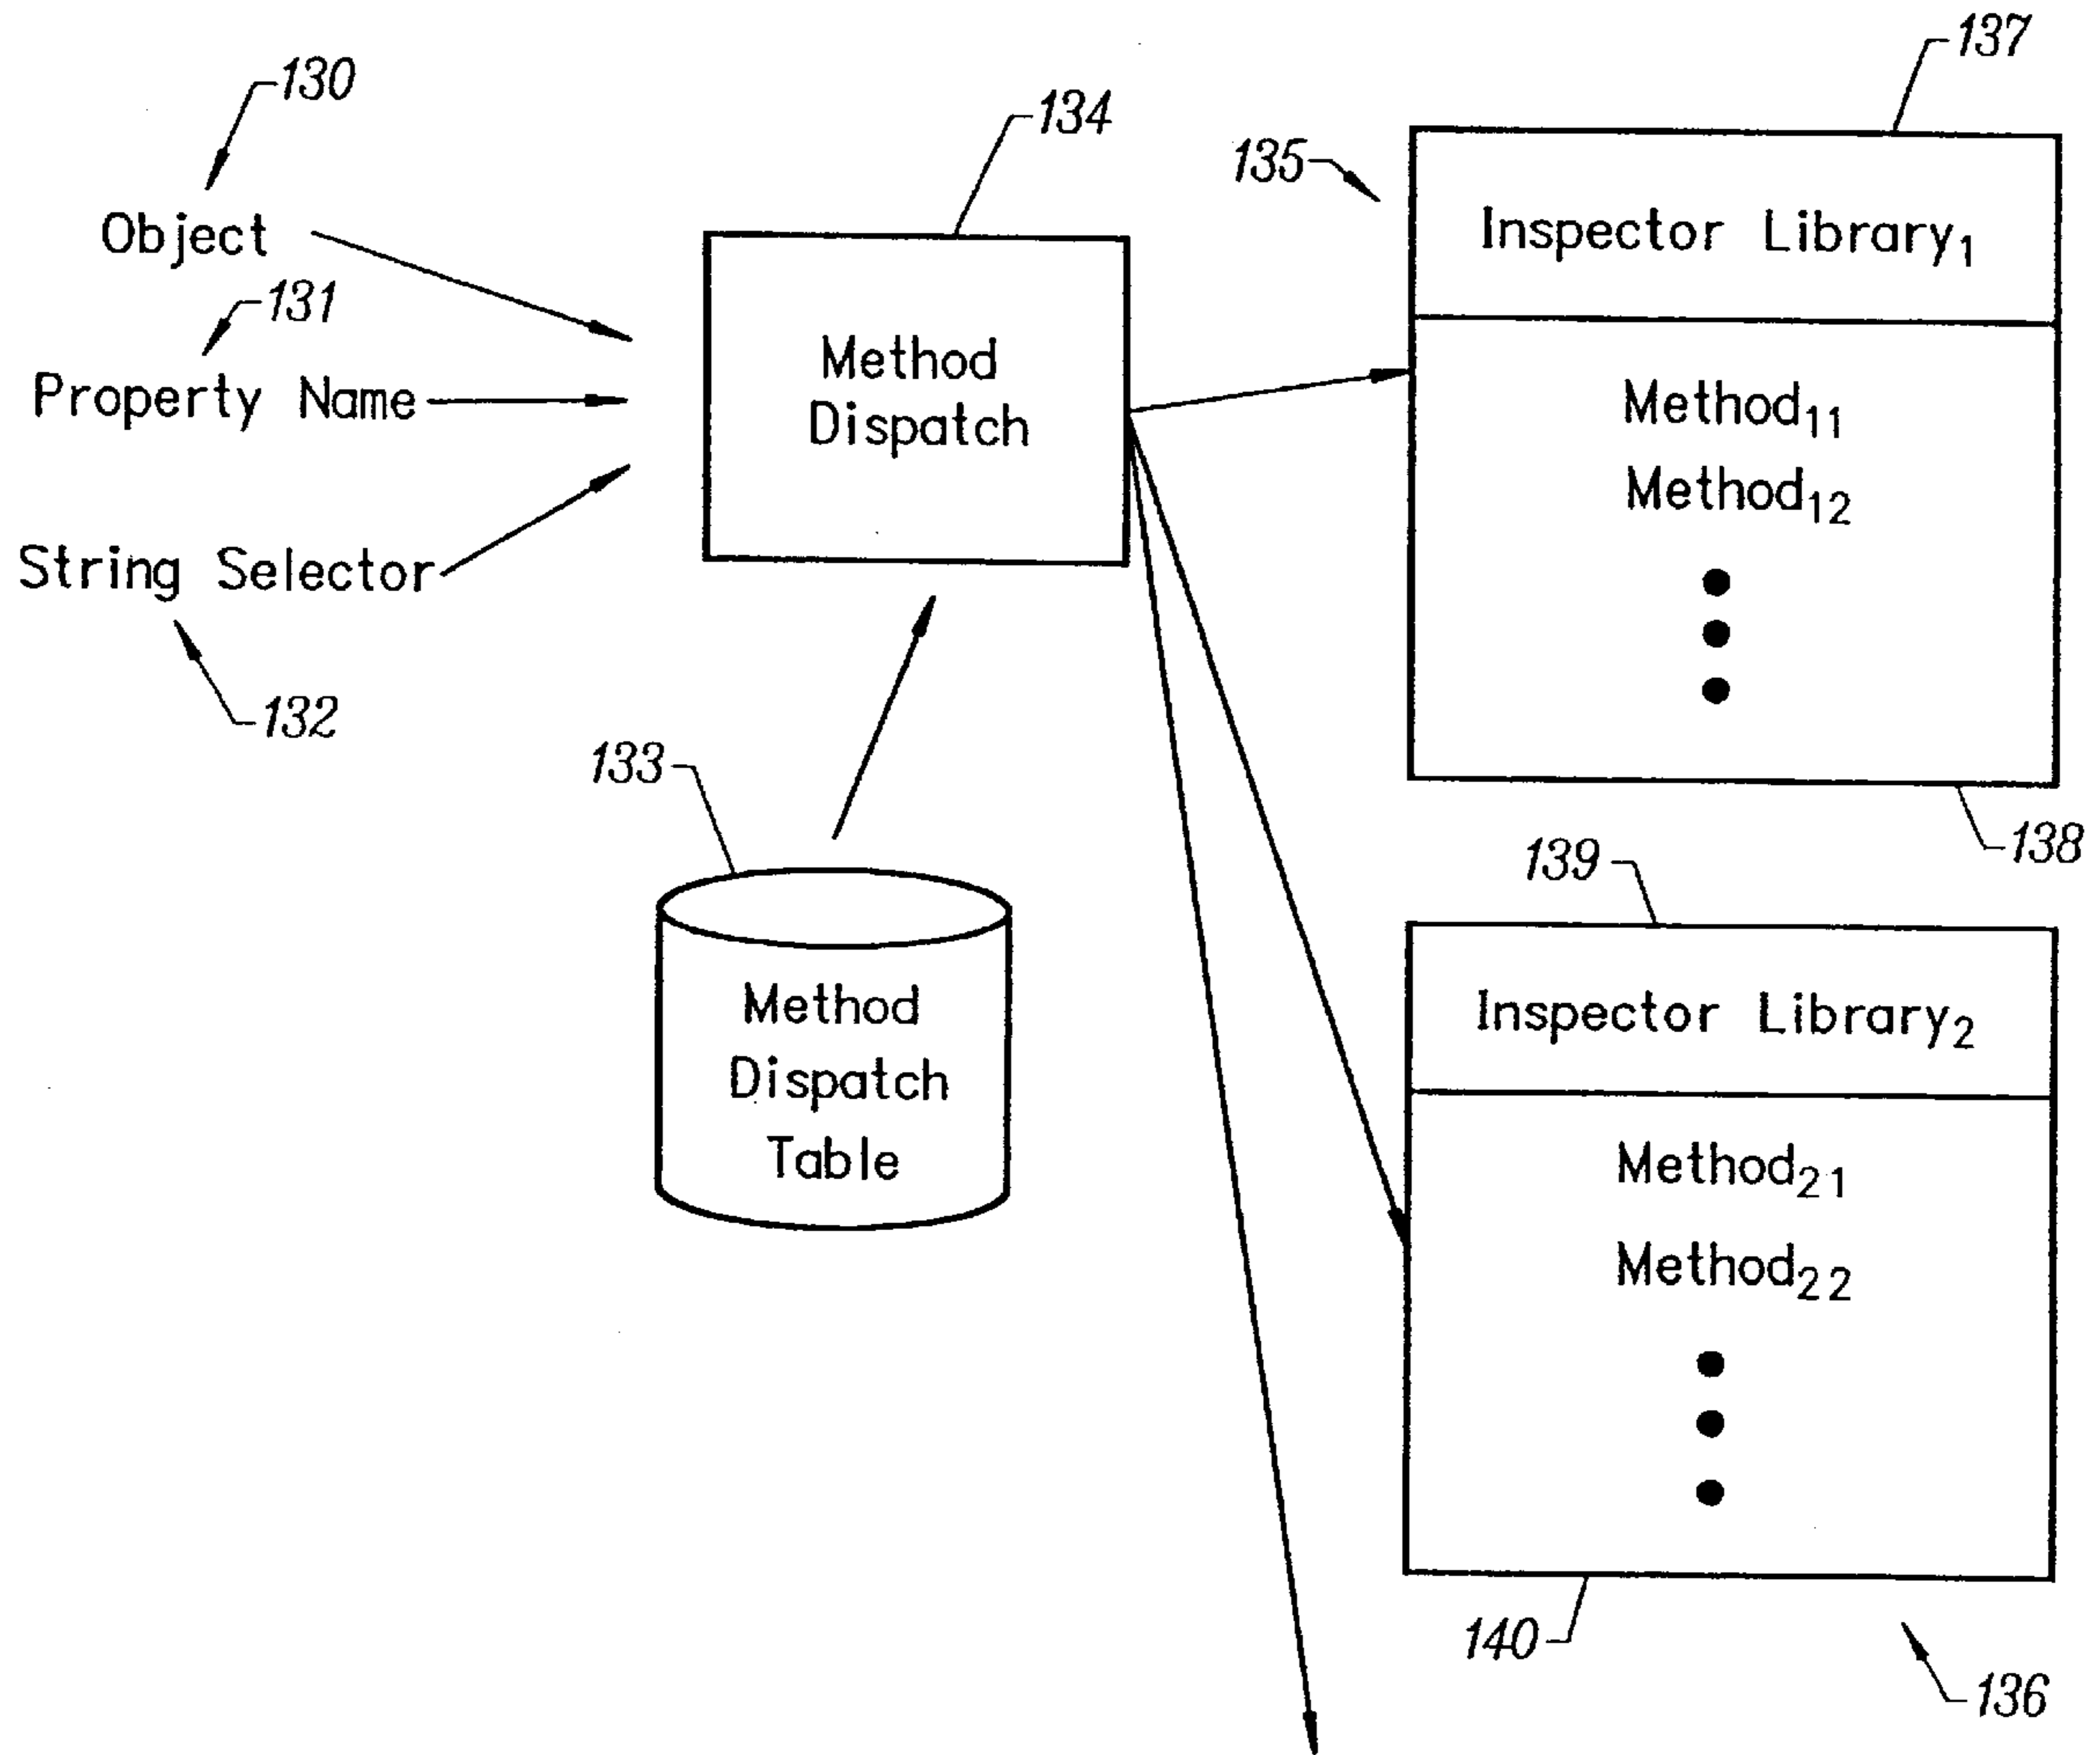 130
Object
131
Property Name
String Selector
132
134
Method
Dispatch
133
Method
Dispatch
Table
135
137
Inspector Library₁
Method₁₁
Method₁₂
138
139
Inspector Library₂
Method₂₁
Method₂₂
140
136